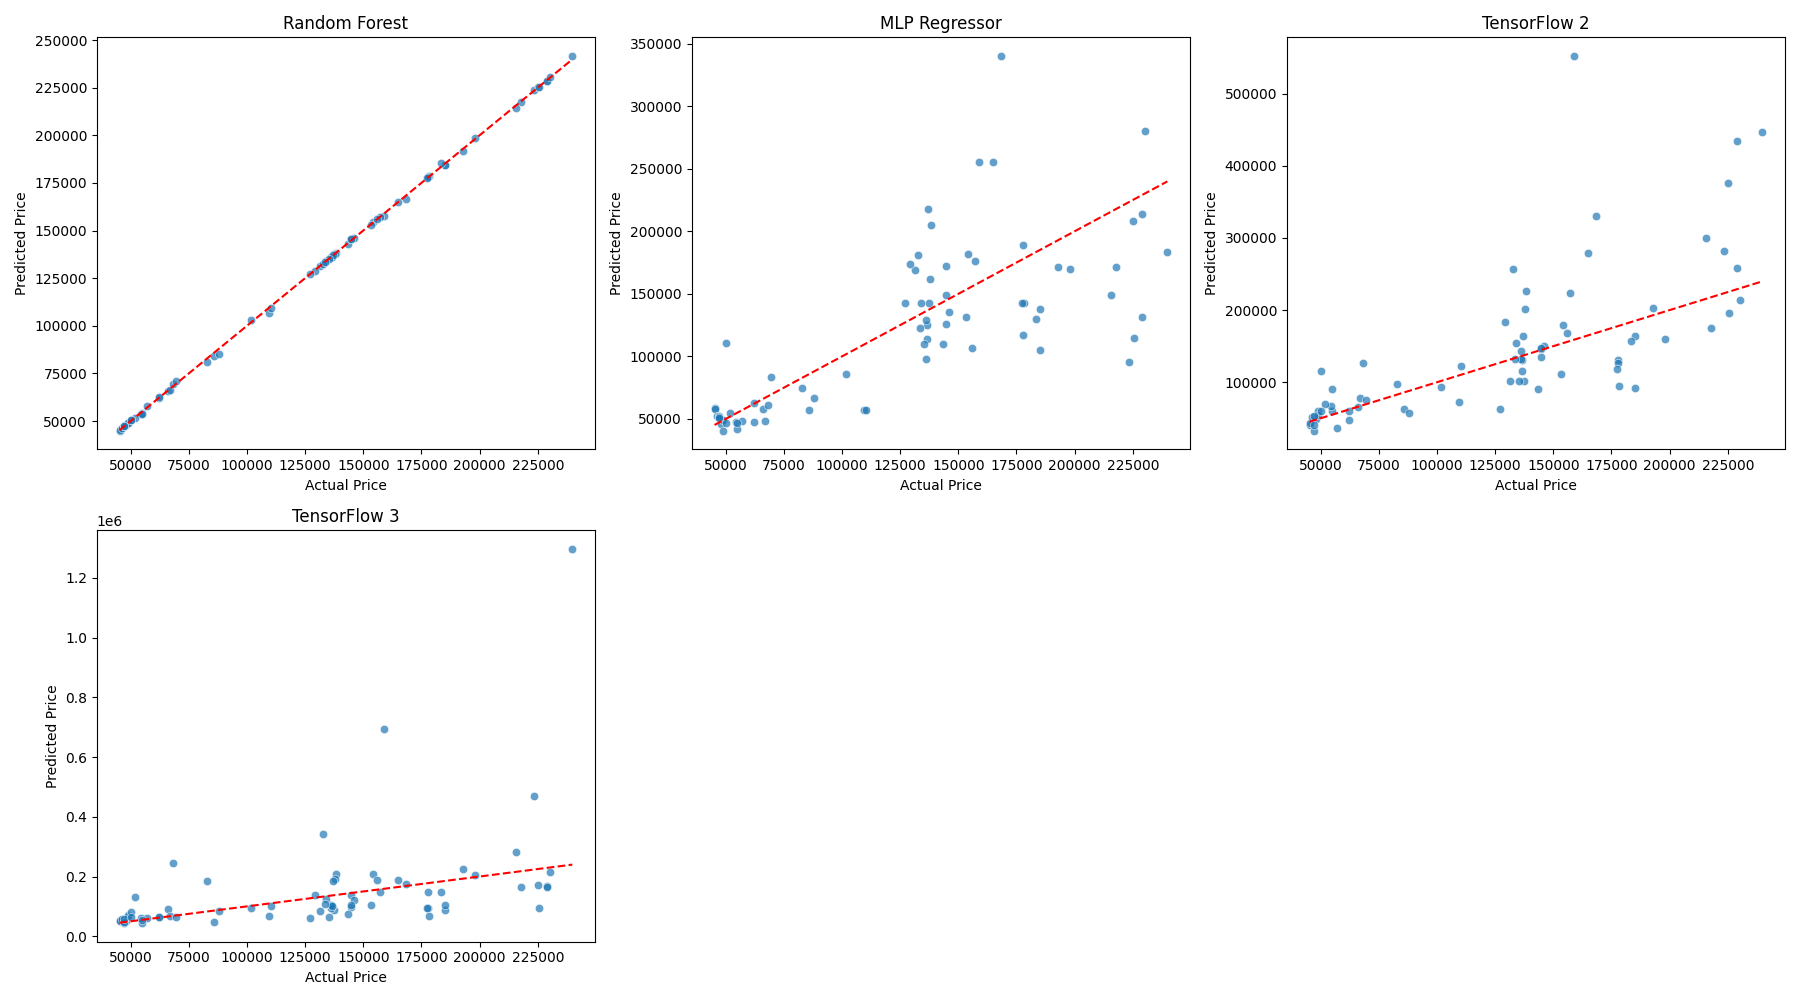 Random Forest
250000
225000
200000
175000
150000
125000
100000
75000
50000
Predicted Price
50000 75000 100000 125000 150000 175000 200000 225000
Actual Price
MLP Regressor
350000
300000
250000
200000
150000
100000
50000
Predicted Price
50000 75000 100000 125000 150000 175000 200000 225000
Actual Price
TensorFlow 2
500000
400000
300000
200000
100000
Predicted Price
50000 75000 100000 125000 150000 175000 200000 225000
Actual Price
TensorFlow 3
1e6
1.2
1.0
0.8
0.6
0.4
0.2
0.0
Predicted Price
50000 75000 100000 125000 150000 175000 200000 225000
Actual Price